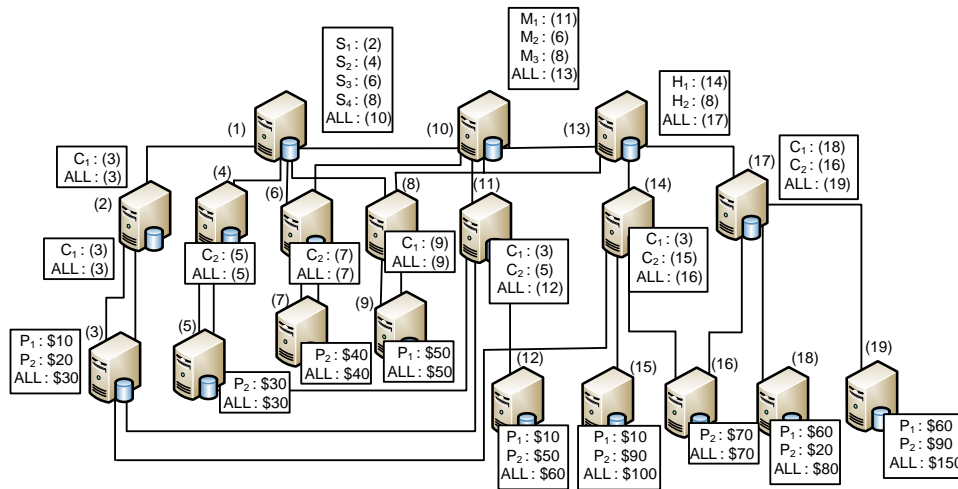 S₁ : (2)
S₂ : (4)
S₃ : (6)
S₄ : (8)
ALL : (10)
M₁ : (11)
M₂ : (6)
M₃ : (8)
ALL : (13)
H₁ : (14)
H₂ : (8)
ALL : (17)
(1)
(10)
(13)
C₁ : (3)
ALL : (3)
(4)
(6)
(8)
(11)
(14)
(17)
C₁ : (18)
C₂ : (16)
ALL : (19)
(2)
C₁ : (3)
ALL : (3)
C₂ : (5)
ALL : (5)
C₂ : (7)
ALL : (7)
C₁ : (9)
ALL : (9)
C₁ : (3)
C₂ : (5)
ALL : (12)
C₁ : (3)
C₂ : (15)
ALL : (16)
(3)
(5)
(7)
(9)
(12)
(15)
(16)
(18)
(19)
P₁ : $10
P₂ : $20
ALL : $30
P₂ : $30
ALL : $30
P₂ : $40
ALL : $40
P₁ : $50
ALL : $50
P₁ : $10
P₂ : $50
ALL : $60
P₁ : $10
P₂ : $90
ALL : $100
P₂ : $70
ALL : $70
P₁ : $60
P₂ : $20
ALL : $80
P₁ : $60
P₂ : $90
ALL : $150